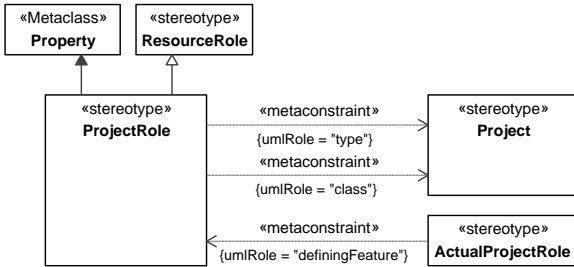 «Metaclass»
Property
«stereotype»
ResourceRole
«stereotype»
ProjectRole
«metaconstraint»
{umlRole = "type"}
«metaconstraint»
{umlRole = "class"}
«stereotype»
Project
«metaconstraint»
{umlRole = "definingFeature"}
«stereotype»
ActualProjectRole